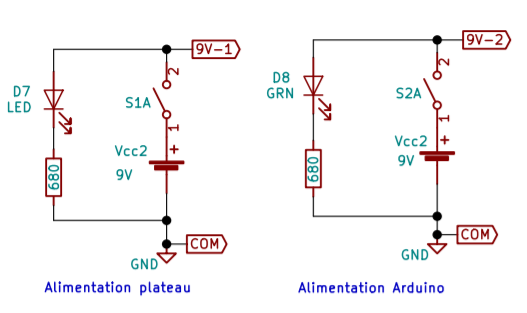 9V-1
2
D7
LED
S1A
1
Vcc2
+
9V
680
COM
GND
Alimentation plateau
9V-2
2
D8
GRN
S2A
1
Vcc2
+
9V
680
COM
GND
Alimentation Arduino